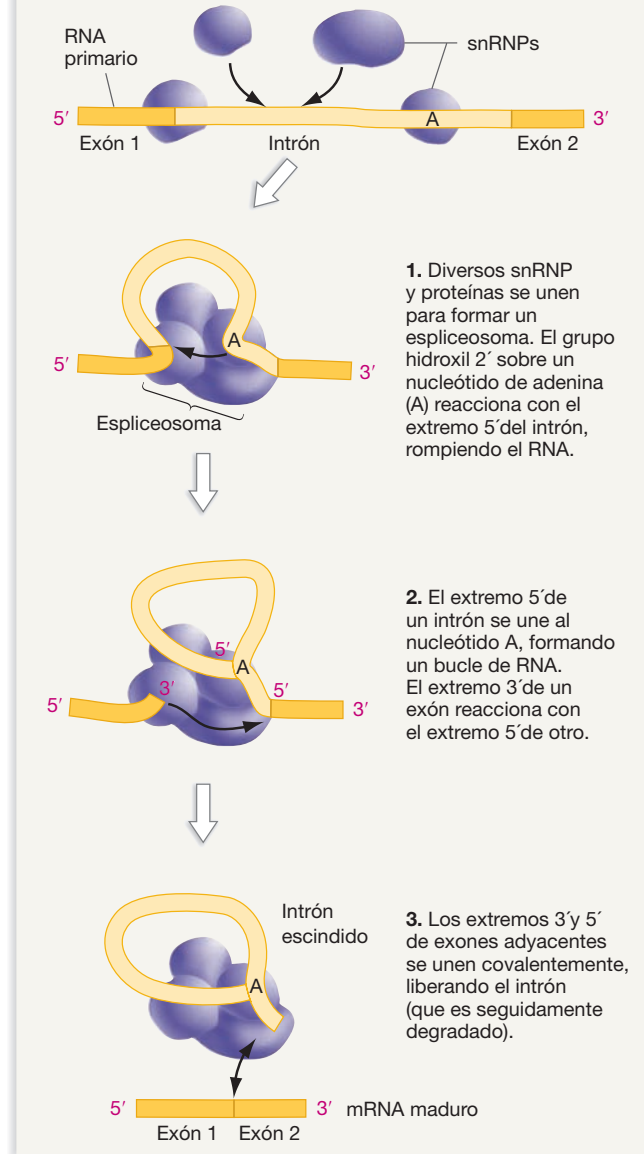 RNA
primario
snRNPs
5′
A
3′
Exón 1
Intrón
Exón 2
1. Diversos snRNP
y proteínas se unen
para formar un
espliceosoma. El grupo
hidroxil 2´ sobre un
nucleótido de adenina
(A) reacciona con el
extremo 5´del intrón,
rompiendo el RNA.
A
5′
3′
Espliceosoma
2. El extremo 5´de
un intrón se une al
nucleótido A, formando
un bucle de RNA.
El extremo 3´de un
exón reacciona con
el extremo 5´de otro.
5′
A
5′
3′
5′
3′
Intrón
escindido
3. Los extremos 3´y 5´
de exones adyacentes
se unen covalentemente,
liberando el intrón
(que es seguidamente
degradado).
A
5′
3′
mRNA maduro
Exón 1
Exón 2